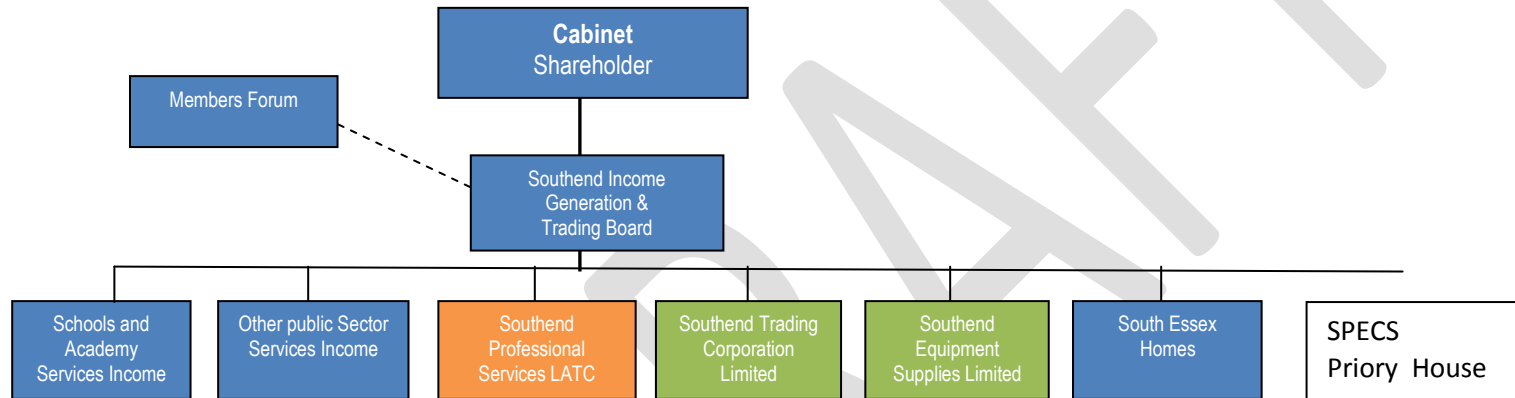 Cabinet
Shareholder
Members Forum
Southend Income
Generation &
Trading Board
Schools and
Academy
Services Income
Other public Sector
Services Income
Southend
Professional
Services LATC
Southend Trading
Corporation
Limited
Southend
Equipment
Supplies Limited
South Essex
Homes
SPECS
Priory House